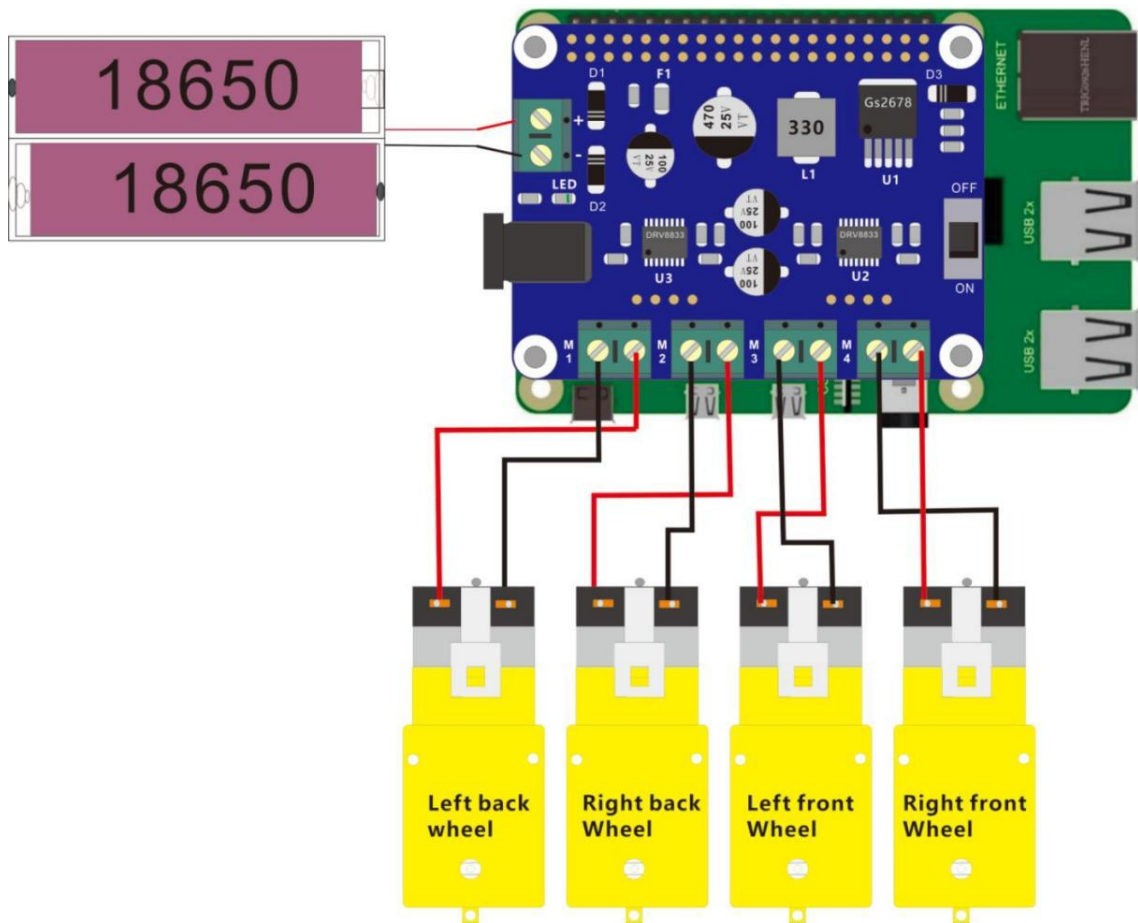 18650
18650
D1
F1
470
25V
VT
330
L1
Gs2678
U1
D3
ETHERNET
+
-
100
25V
VT
LED
D2
DRV8833
U3
100
25V
VT
100
25V
VT
DRV8833
U2
OFF
ON
USB 2x
USB 2x
M
1
M
2
M
3
M
4
Left back
wheel
Right back
Wheel
Left front
Wheel
Right front
Wheel